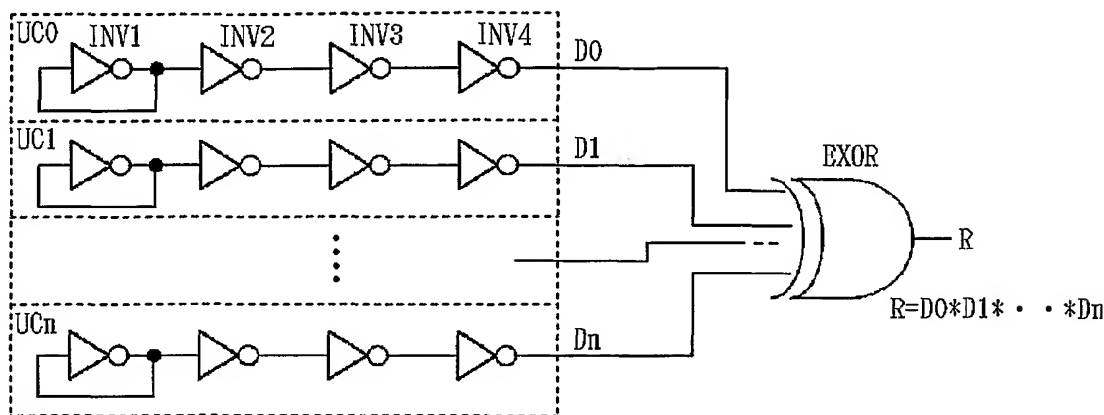 UC0 INV1 INV2 INV3 INV4 D0
UC1 D1
EXOR
R
R=D0*D1*・・*Dn
UCn Dn